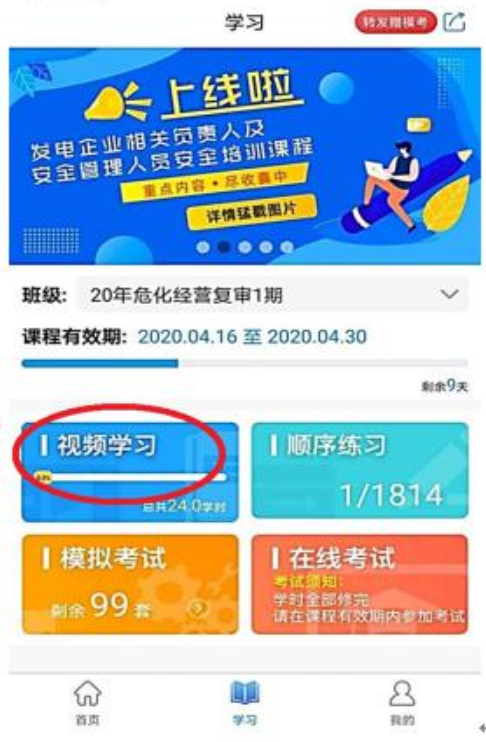 学习
转发赠模考
上线啦
发电企业相关负责人及
安全管理人员安全培训课程
重点内容·尽收囊中
详情猛戳图片
班级: 20年危化经营复审1期
课程有效期: 2020.04.16 至 2020.04.30
剩余9天
视频学习
总共24.0学时
顺序练习
1/1814
模拟考试
剩余 99 套
在线考试
考试须知:
学时全部修完
请在课程有效期内参加考试
首页
学习
我的